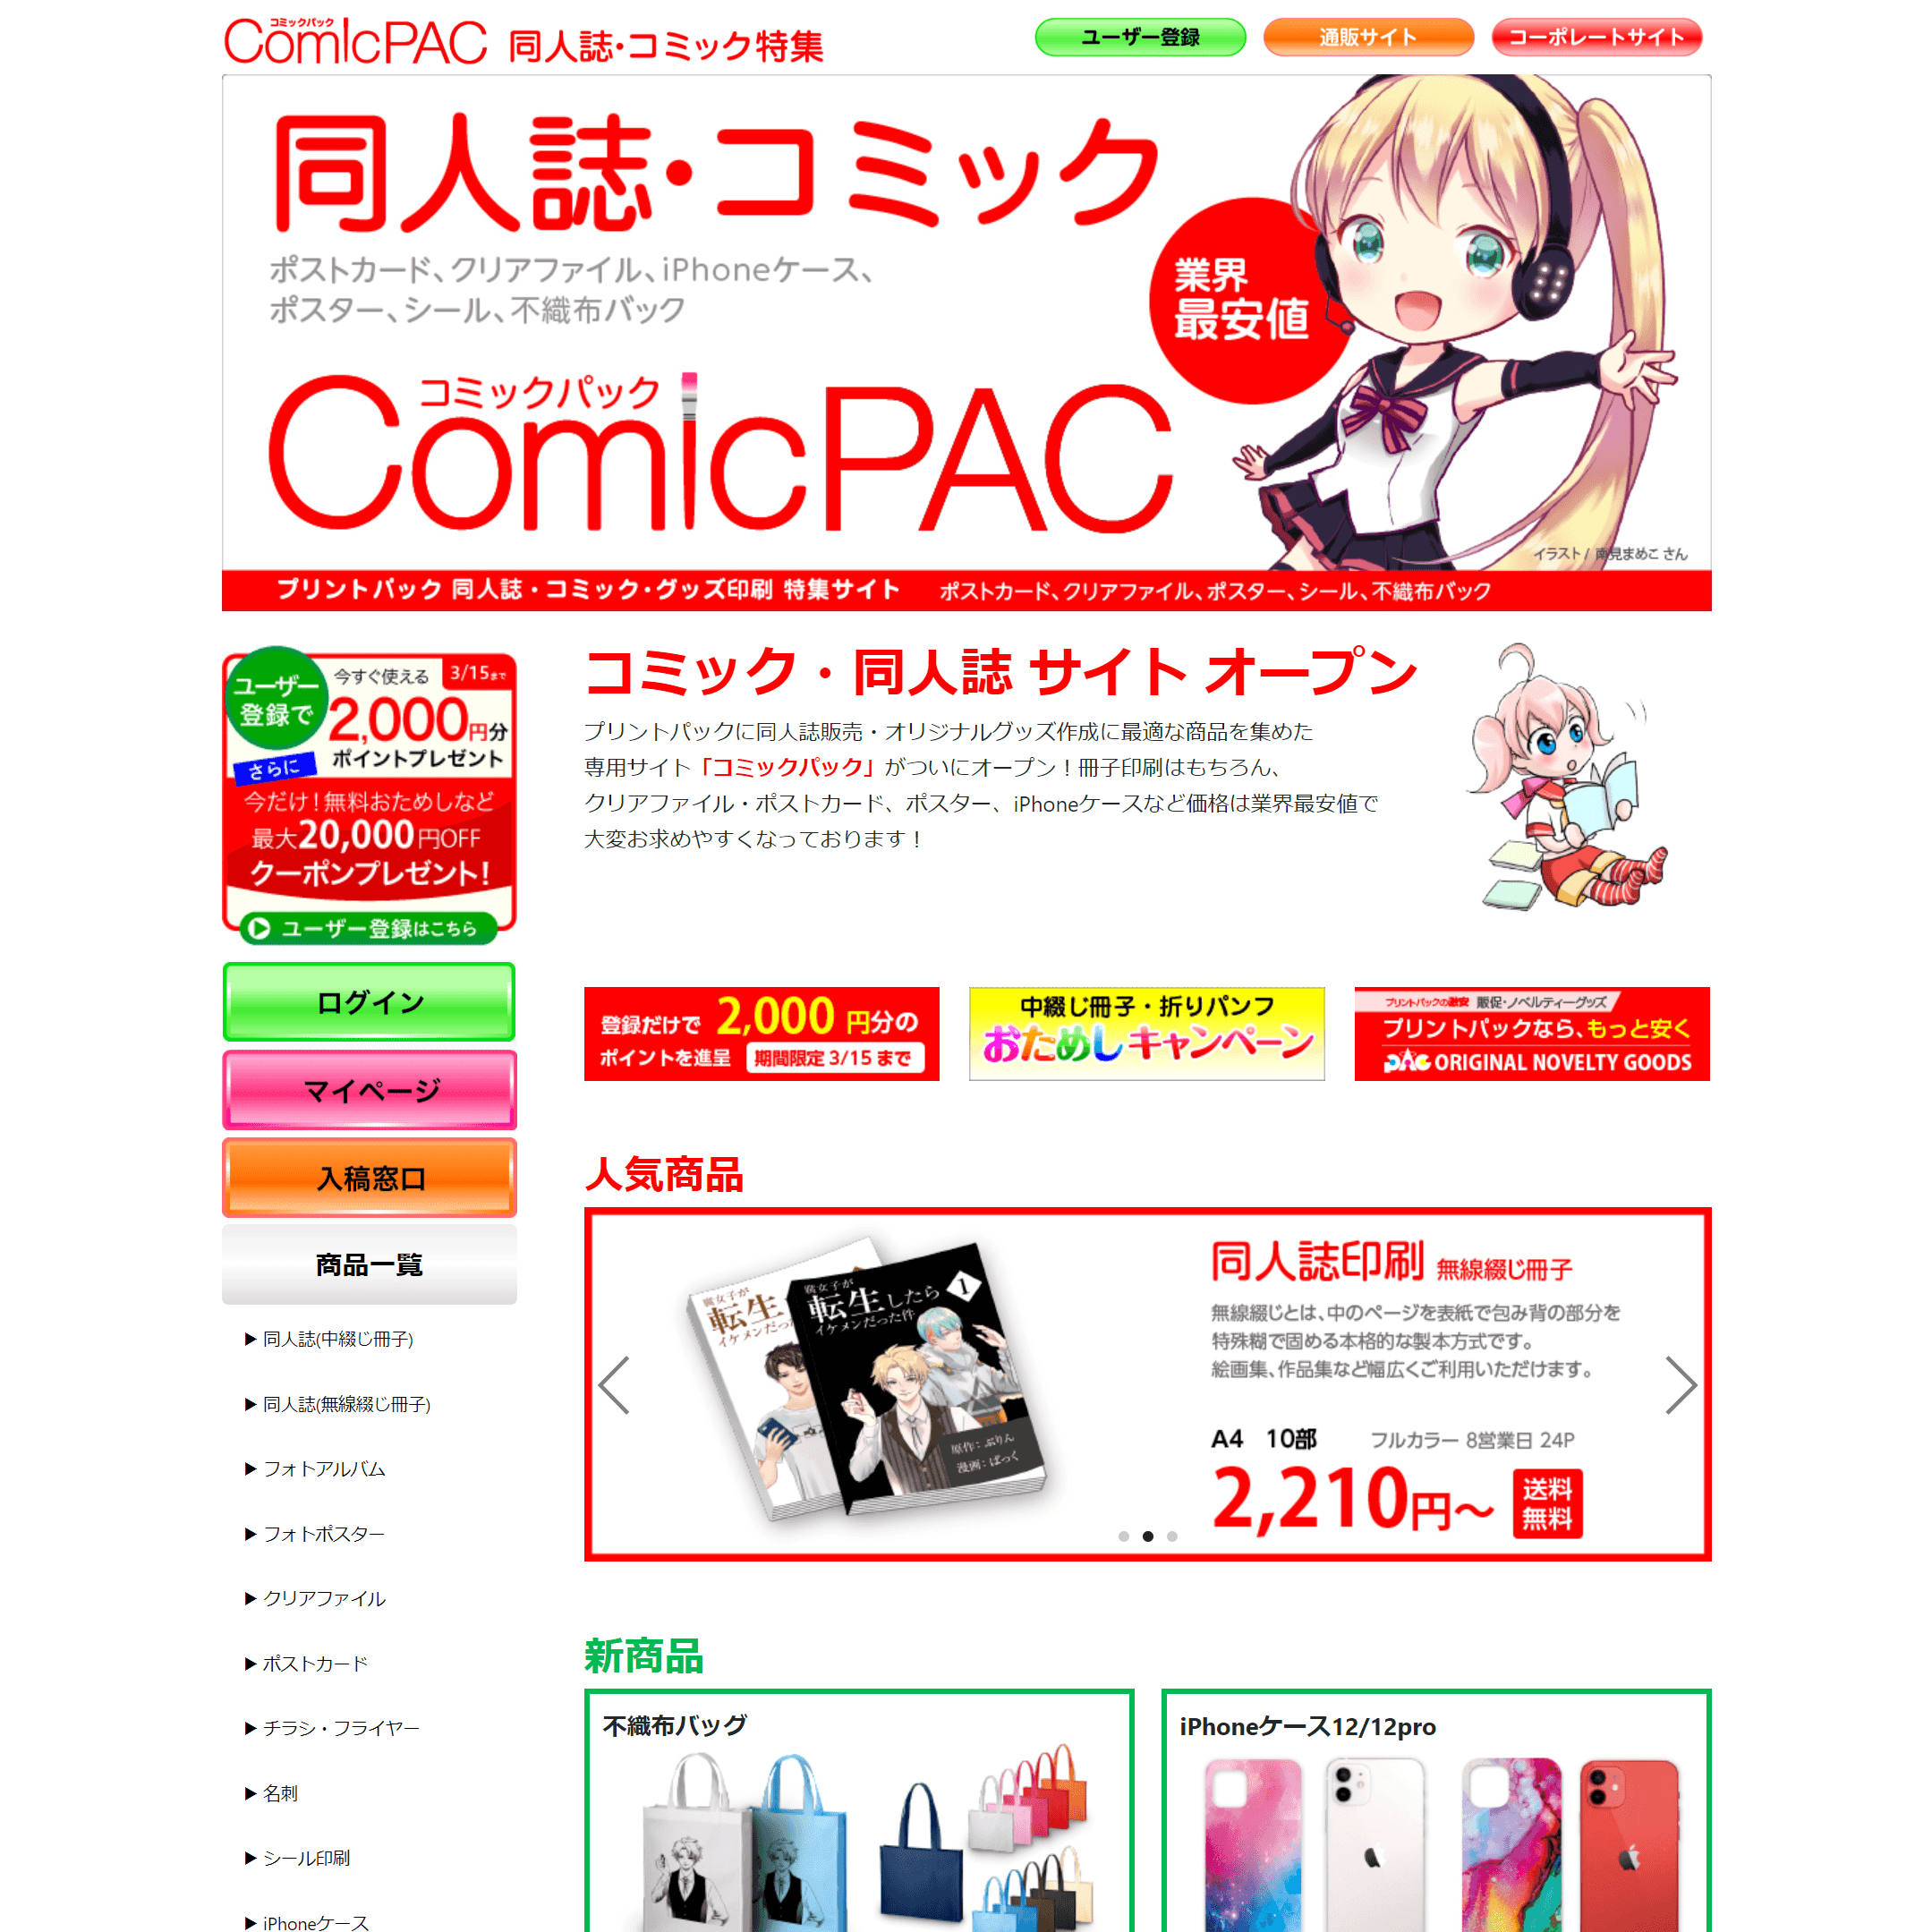 コミックパック
ComicPAC 同人誌・コミック特集
ユーザー登録
通販サイト
コーポレートサイト
同人誌・コミック
ポストカード、クリアファイル、iPhoneケース、
ポスター、シール、不織布バック
業界
最安値
コミックパック
ComicPAC
イラスト / 南見まめこ さん
プリントパック 同人誌・コミック・グッズ印刷 特集サイト
ポストカード、クリアファイル、ポスター、シール、不織布バック
ユーザー
登録で
今すぐ使える
3/15まで
2,000円分
ポイントプレゼント
さらに
今だけ！無料おためしなど
最大20,000円OFF
クーポンプレゼント！
ユーザー登録はこちら
ログイン
マイページ
入稿窓口
商品一覧
▶ 同人誌(中綴じ冊子)
▶ 同人誌(無線綴じ冊子)
▶ フォトアルバム
▶ フォトポスター
▶ クリアファイル
▶ ポストカード
▶ チラシ・フライヤー
▶ 名刺
▶ シール印刷
▶ iPhoneケース
コミック・同人誌 サイト オープン
プリントパックに同人誌販売・オリジナルグッズ作成に最適な商品を集めた
専用サイト「コミックパック」がついにオープン！冊子印刷はもちろん、
クリアファイル・ポストカード、ポスター、iPhoneケースなど価格は業界最安値で
大変お求めやすくなっております！
登録だけで 2,000 円分の
ポイントを進呈 期間限定 3/15 まで
中綴じ冊子・折りパンフ
おためしキャンペーン
プリントパックの激安 販促・ノベルティーグッズ
プリントパックなら、もっと安く
PAC ORIGINAL NOVELTY GOODS
人気商品
腐女子が
転生
イケメンだった
腐女子が
転生したら
イケメンだった件
1
原作：ぷりん
漫画：ぱっく
同人誌印刷 無線綴じ冊子
無線綴じとは、中のページを表紙で包み背の部分を
特殊糊で固める本格的な製本方式です。
絵画集、作品集など幅広くご利用いただけます。
A4 10部 フルカラー 8営業日 24P
2,210円～
送料
無料
新商品
不織布バッグ
iPhoneケース12/12pro